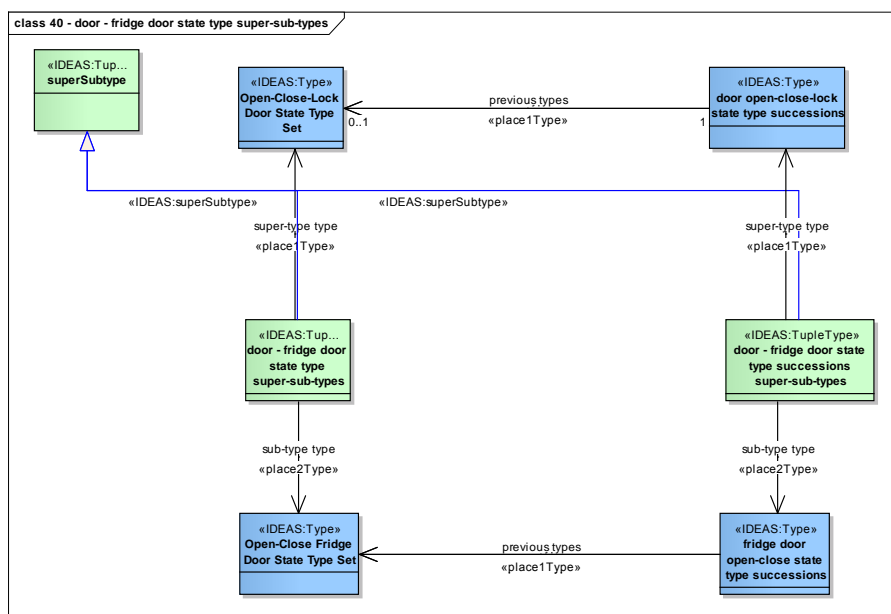 class 40 - door - fridge door state type super-sub-types
«IDEAS:Tup...
superSubtype
«IDEAS:Type»
Open-Close-Lock
Door State Type
Set
«IDEAS:Type»
door open-close-lock
state type successions
previous types
«place1Type»
0..1
1
«IDEAS:superSubtype»
«IDEAS:superSubtype»
super-type type
«place1Type»
super-type type
«place1Type»
«IDEAS:Tup...
door - fridge door
state type
super-sub-types
«IDEAS:TupleType»
door - fridge door state
type successions
super-sub-types
sub-type type
«place2Type»
sub-type type
«place2Type»
«IDEAS:Type»
Open-Close Fridge
Door State Type Set
previous types
«place1Type»
«IDEAS:Type»
fridge door
open-close state
type successions